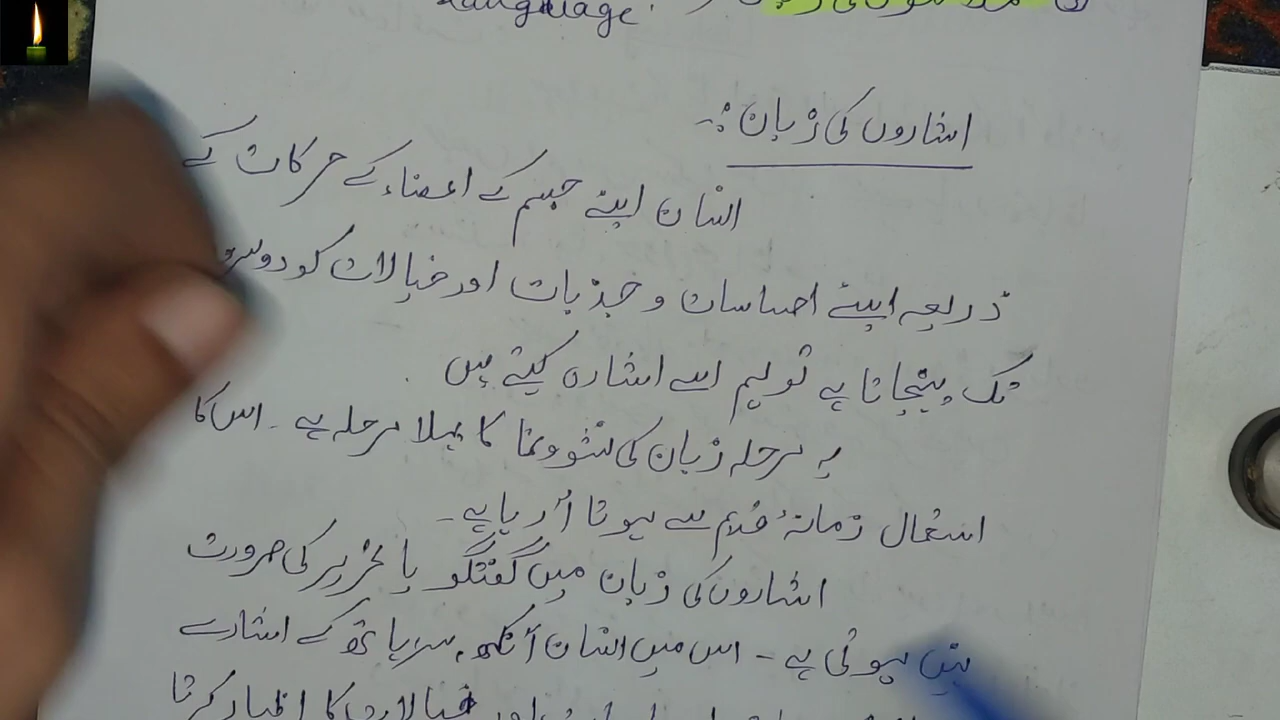 Language.
اشاروں کی زبان :-
انسان اپنے جسم کے اعضاء کے حرکات کے
ذریعہ اپنے احساسات و جذبات اور خیالات کو دوسرو
تک پہنچاتا ہے تو ہم اسے اشارہ کہتے ہیں
یہ مرحلہ زبان کی نشوونما کا پہلا مرحلہ ہے ۔ اس کا
استعمال زمانۂ قدیم سے ہوتا آرہا ہے ۔
اشاروں کی زبان میں گفتگو یا تحریر کی ضرورت
نہیں ہوتی ہے ۔ اس میں انسان آنکھ، سر ہاتھ کے اشارے
خیالات کا اظہار کرتا